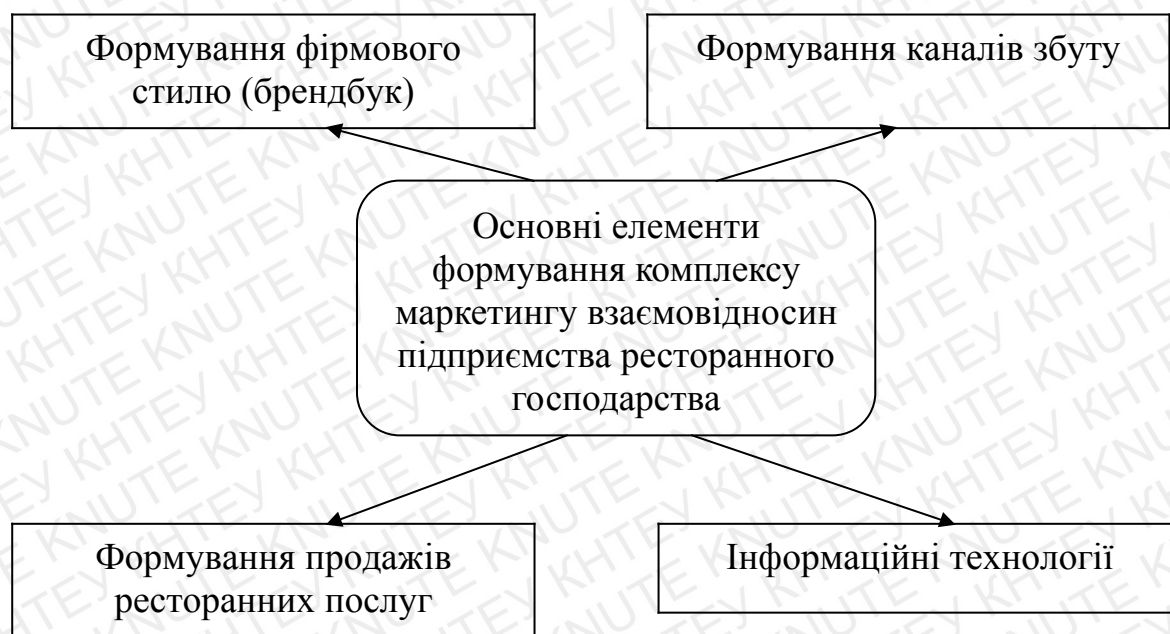 Формування фірмового
стилю (брендбук)
Формування каналів збуту
Основні елементи
формування комплексу
маркетингу взаємовідносин
підприємства ресторанного
господарства
Формування продажів
ресторанних послуг
Інформаційні технології